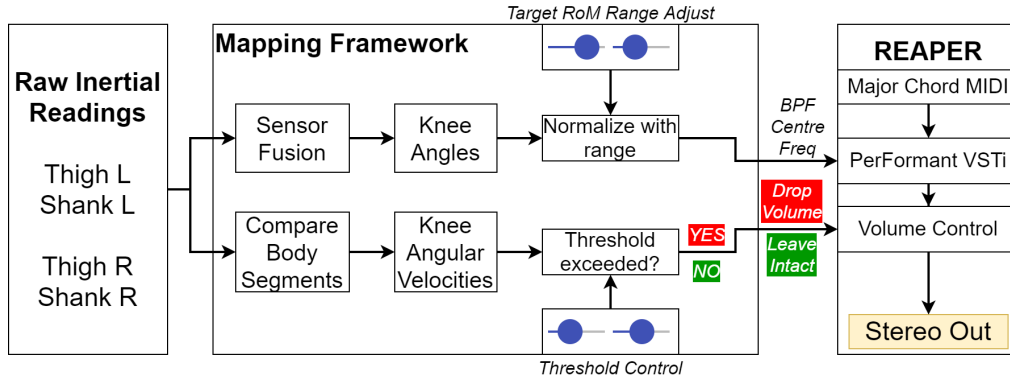 Target RoM Range Adjust
Mapping Framework
REAPER
Raw Inertial
Readings
Thigh L
Shank L
Thigh R
Shank R
Sensor
Fusion
Knee
Angles
Normalize with
range
BPF
Centre
Freq
Major Chord MIDI
PerFormant VSTi
Compare
Body
Segments
Knee
Angular
Velocities
Threshold
exceeded?
YES
NO
Drop
Volume
Leave
Intact
Volume Control
Stereo Out
Threshold Control